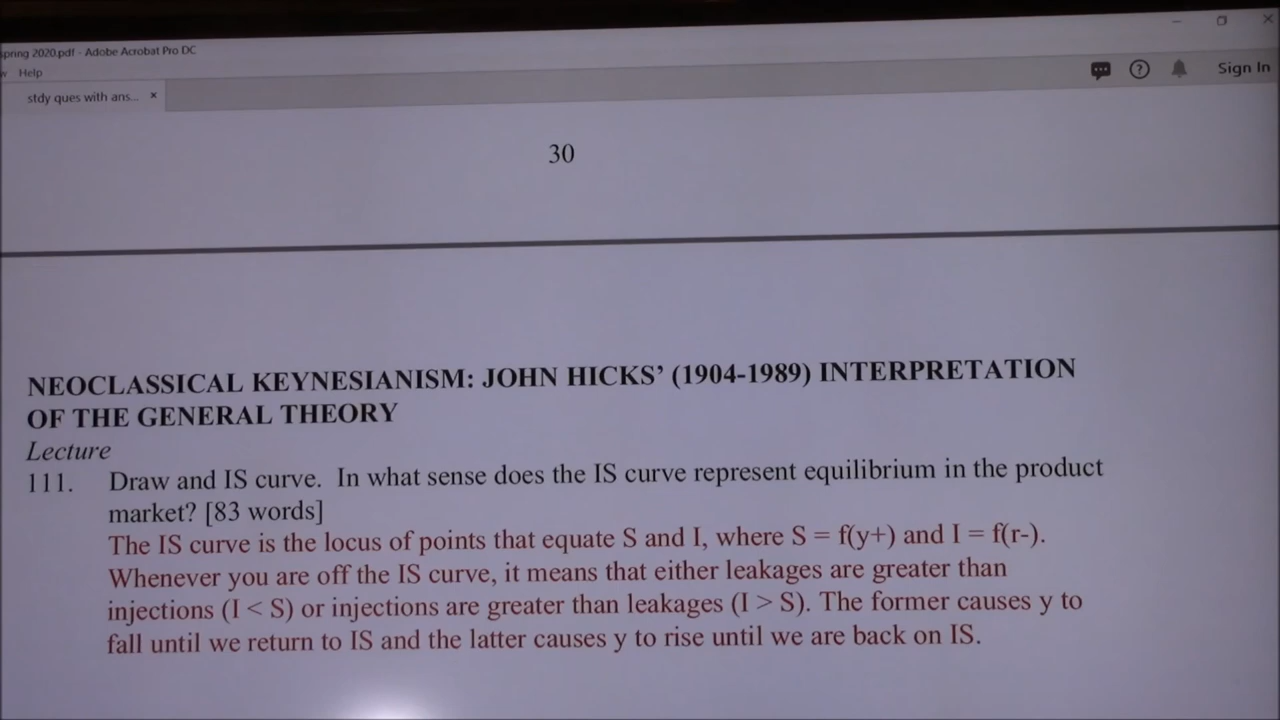 spring 2020.pdf - Adobe Acrobat Pro DC
Help
Sign In
stdy ques with ans...
30
NEOCLASSICAL KEYNESIANISM: JOHN HICKS’ (1904-1989) INTERPRETATION
OF THE GENERAL THEORY
Lecture
111. Draw and IS curve. In what sense does the IS curve represent equilibrium in the product
market? [83 words]
The IS curve is the locus of points that equate S and I, where S = f(y+) and I = f(r-).
Whenever you are off the IS curve, it means that either leakages are greater than
injections (I < S) or injections are greater than leakages (I > S). The former causes y to
fall until we return to IS and the latter causes y to rise until we are back on IS.